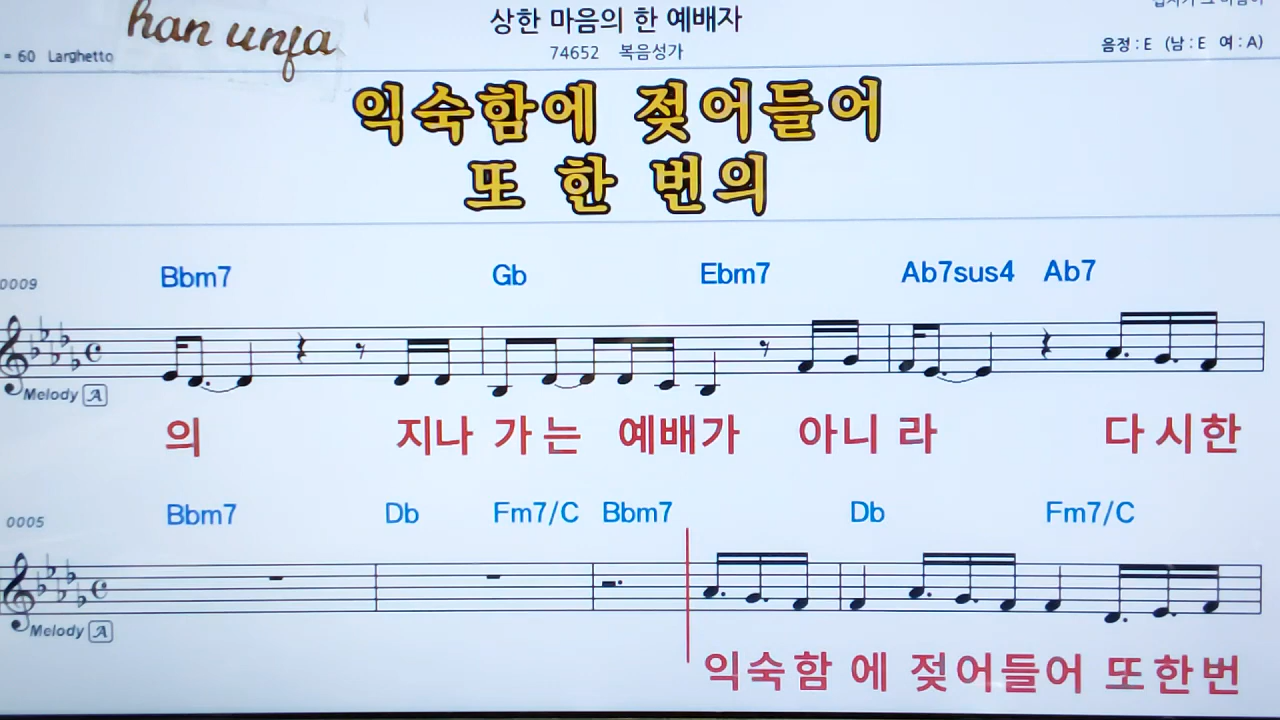 han unja
상한 마음의 한 예배자
= 60 Larghetto
74652 복음성가
음정 : E (남 : E 여 : A)
익숙함에 젖어들어
또 한 번의
0009 Bbm7 Gb Ebm7 Ab7sus4 Ab7
Melody A
의 지나 가 는 예배가 아니 라 다 시 한
0005 Bbm7 Db Fm7/C Bbm7 Db Fm7/C
Melody A
익숙함 에 젖어들어 또한번